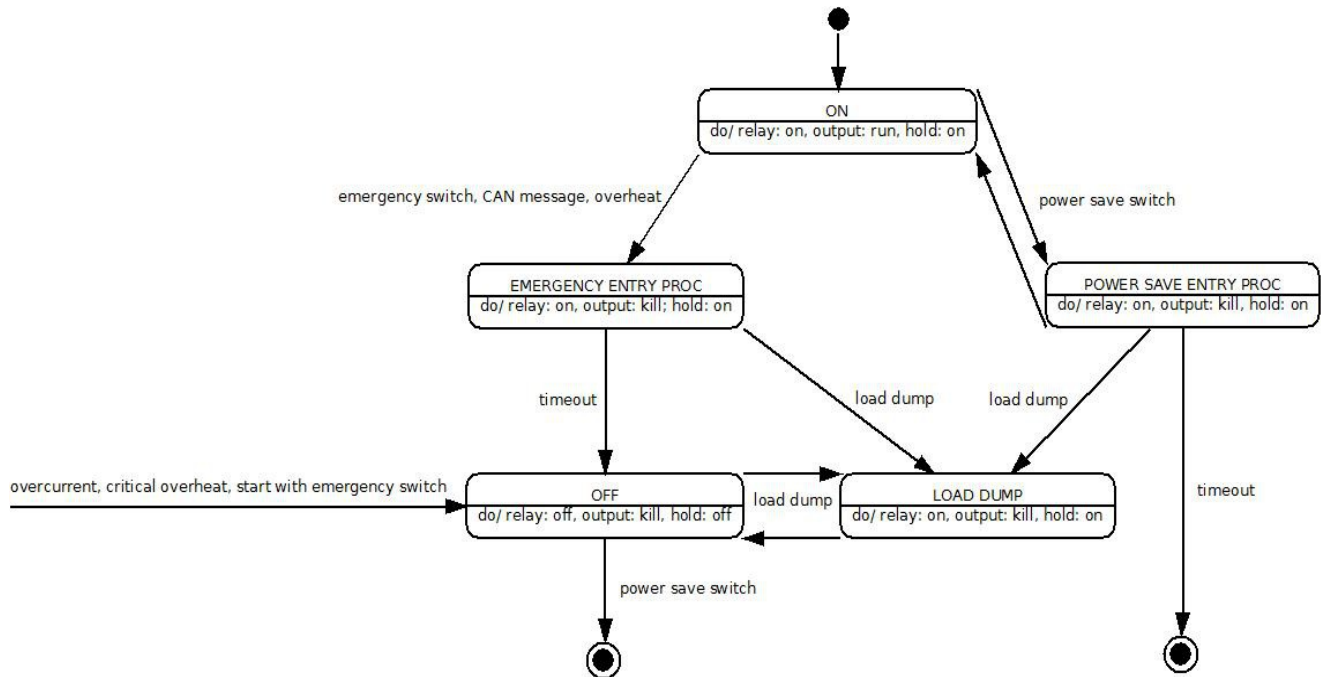 ON
do/ relay: on, output: run, hold: on
emergency switch, CAN message, overheat
power save switch
EMERGENCY ENTRY PROC
do/ relay: on, output: kill; hold: on
POWER SAVE ENTRY PROC
do/ relay: on, output: kill, hold: on
timeout
load dump
load dump
overcurrent, critical overheat, start with emergency switch
OFF
do/ relay: off, output: kill, hold: off
load dump
LOAD DUMP
do/ relay: on, output: kill, hold: on
timeout
power save switch